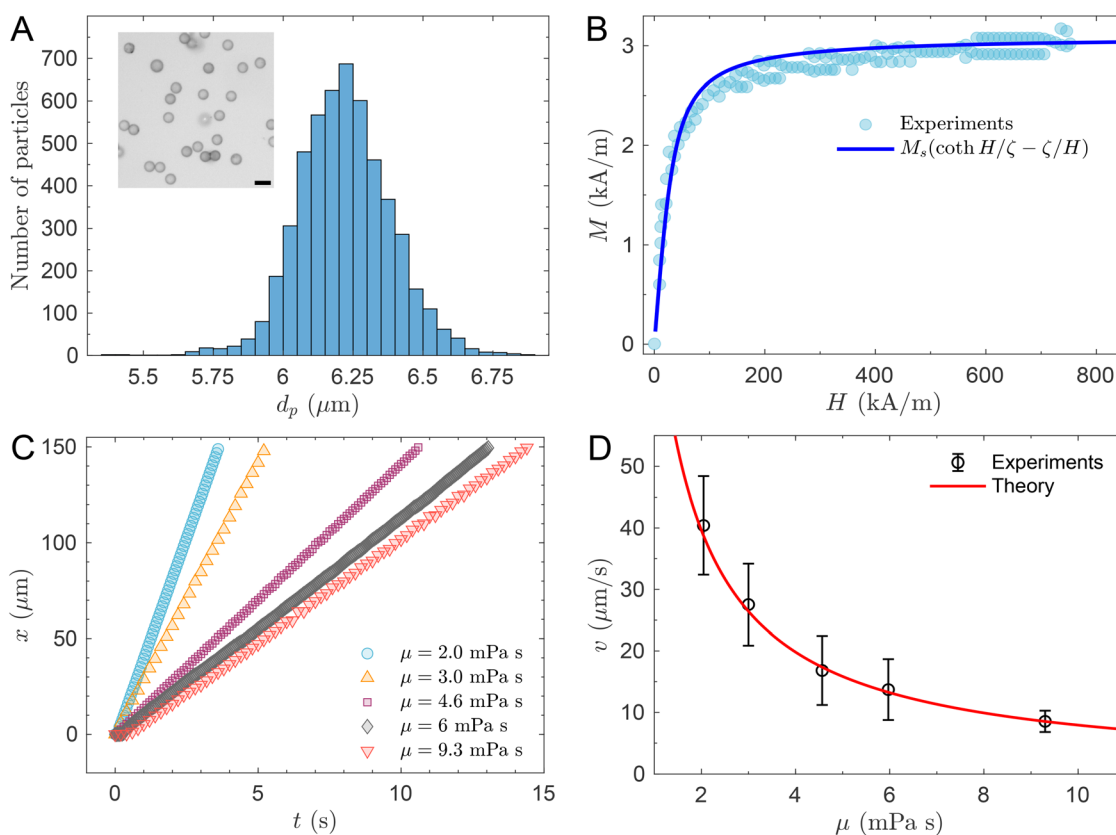 A
Number of particles
700
600
500
400
300
200
100
0
5.5
5.75
6
6.25
6.5
6.75
d_p (μm)
B
M (kA/m)
3
2
1
0
0
200
400
600
800
H (kA/m)
Experiments
M_s(coth H/ζ − ζ/H)
C
x (μm)
150
100
50
0
0
5
10
15
t (s)
μ = 2.0 mPa s
μ = 3.0 mPa s
μ = 4.6 mPa s
μ = 6 mPa s
μ = 9.3 mPa s
D
v (μm/s)
50
40
30
20
10
0
2
4
6
8
10
μ (mPa s)
Experiments
Theory